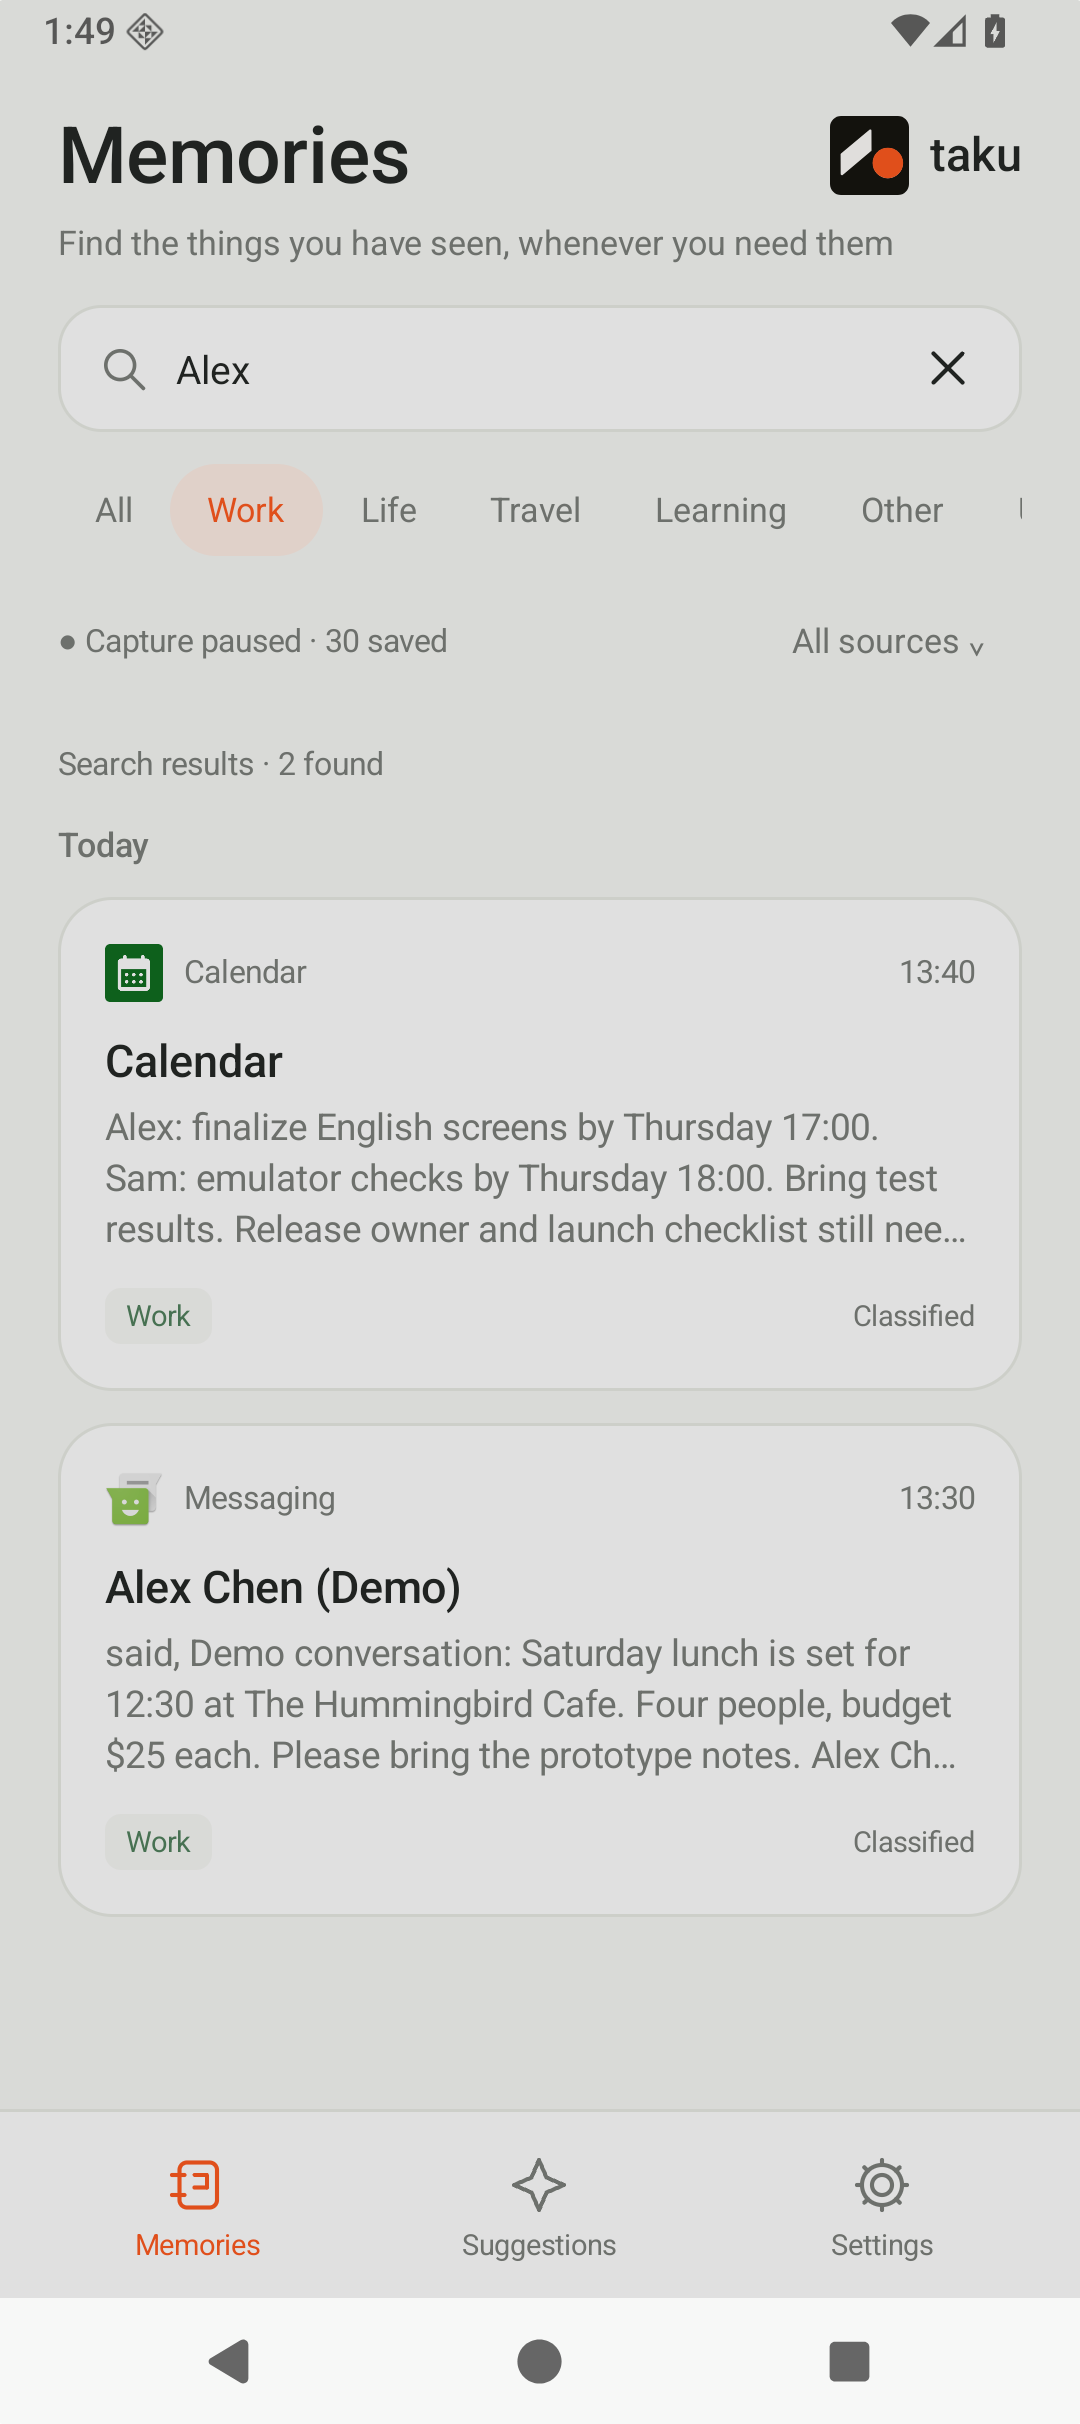 1:49
Memories
taku
Find the things you have seen, whenever you need them
Alex
All Work Life Travel Learning Other
● Capture paused · 30 saved
All sources
Search results · 2 found
Today
Calendar 13:40
Calendar
Alex: finalize English screens by Thursday 17:00.
Sam: emulator checks by Thursday 18:00. Bring test
results. Release owner and launch checklist still nee…
Work Classified
Messaging 13:30
Alex Chen (Demo)
said, Demo conversation: Saturday lunch is set for
12:30 at The Hummingbird Cafe. Four people, budget
$25 each. Please bring the prototype notes. Alex Ch…
Work Classified
Memories Suggestions Settings